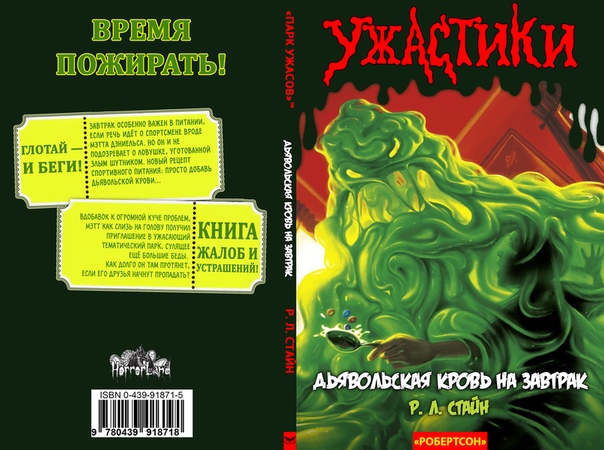 ВРЕМЯ
ПОЖИРАТЬ!
ГЛОТАЙ —
И БЕГИ!
ЗАВТРАК ОСОБЕННО ВАЖЕН В ПИТАНИИ,
ЕСЛИ РЕЧЬ ИДЁТ О СПОРТСМЕНЕ ВРОДЕ
МЭТТА ДЭНИЕЛЬСА. НО ОН И НЕ
ПОДОЗРЕВАЕТ О ЛОВУШКЕ, УГОТОВАННОЙ
ЗЛЫМ ШУТНИКОМ. НОВЫЙ РЕЦЕПТ
СПОРТИВНОГО ПИТАНИЯ: ПРОСТО ДОБАВЬ
ДЬЯВОЛЬСКОЙ КРОВИ...
ВДОБАВОК К ОГРОМНОЙ КУЧЕ ПРОБЛЕМ,
МЭТТ КАК СЛИЗЬ НА ГОЛОВУ ПОЛУЧИЛ
ПРИГЛАШЕНИЕ В УЖАСАЮЩИЙ
ТЕМАТИЧЕСКИЙ ПАРК, СУЛЯЩЕЕ
ЕЩЁ БОЛЬШИЕ БЕДЫ.
КАК ДОЛГО ОН ТАМ ПРОТЯНЕТ,
ЕСЛИ ЕГО ДРУЗЬЯ НАЧНУТ ПРОПАДАТЬ?
КНИГА
ЖАЛОБ И
УСТРАШЕНИЙ!
HorrorLand
ISBN 0-439-91871-5
9 780439 918718
«ПАРК УЖАСОВ»™
ДЬЯВОЛЬСКАЯ КРОВЬ НА ЗАВТРАК
Р. Л. СТАЙН
УЖАСТИКИ
ДЬЯВОЛЬСКАЯ КРОВЬ НА ЗАВТРАК
Р. Л. СТАЙН
«РОБЕРТСОН»